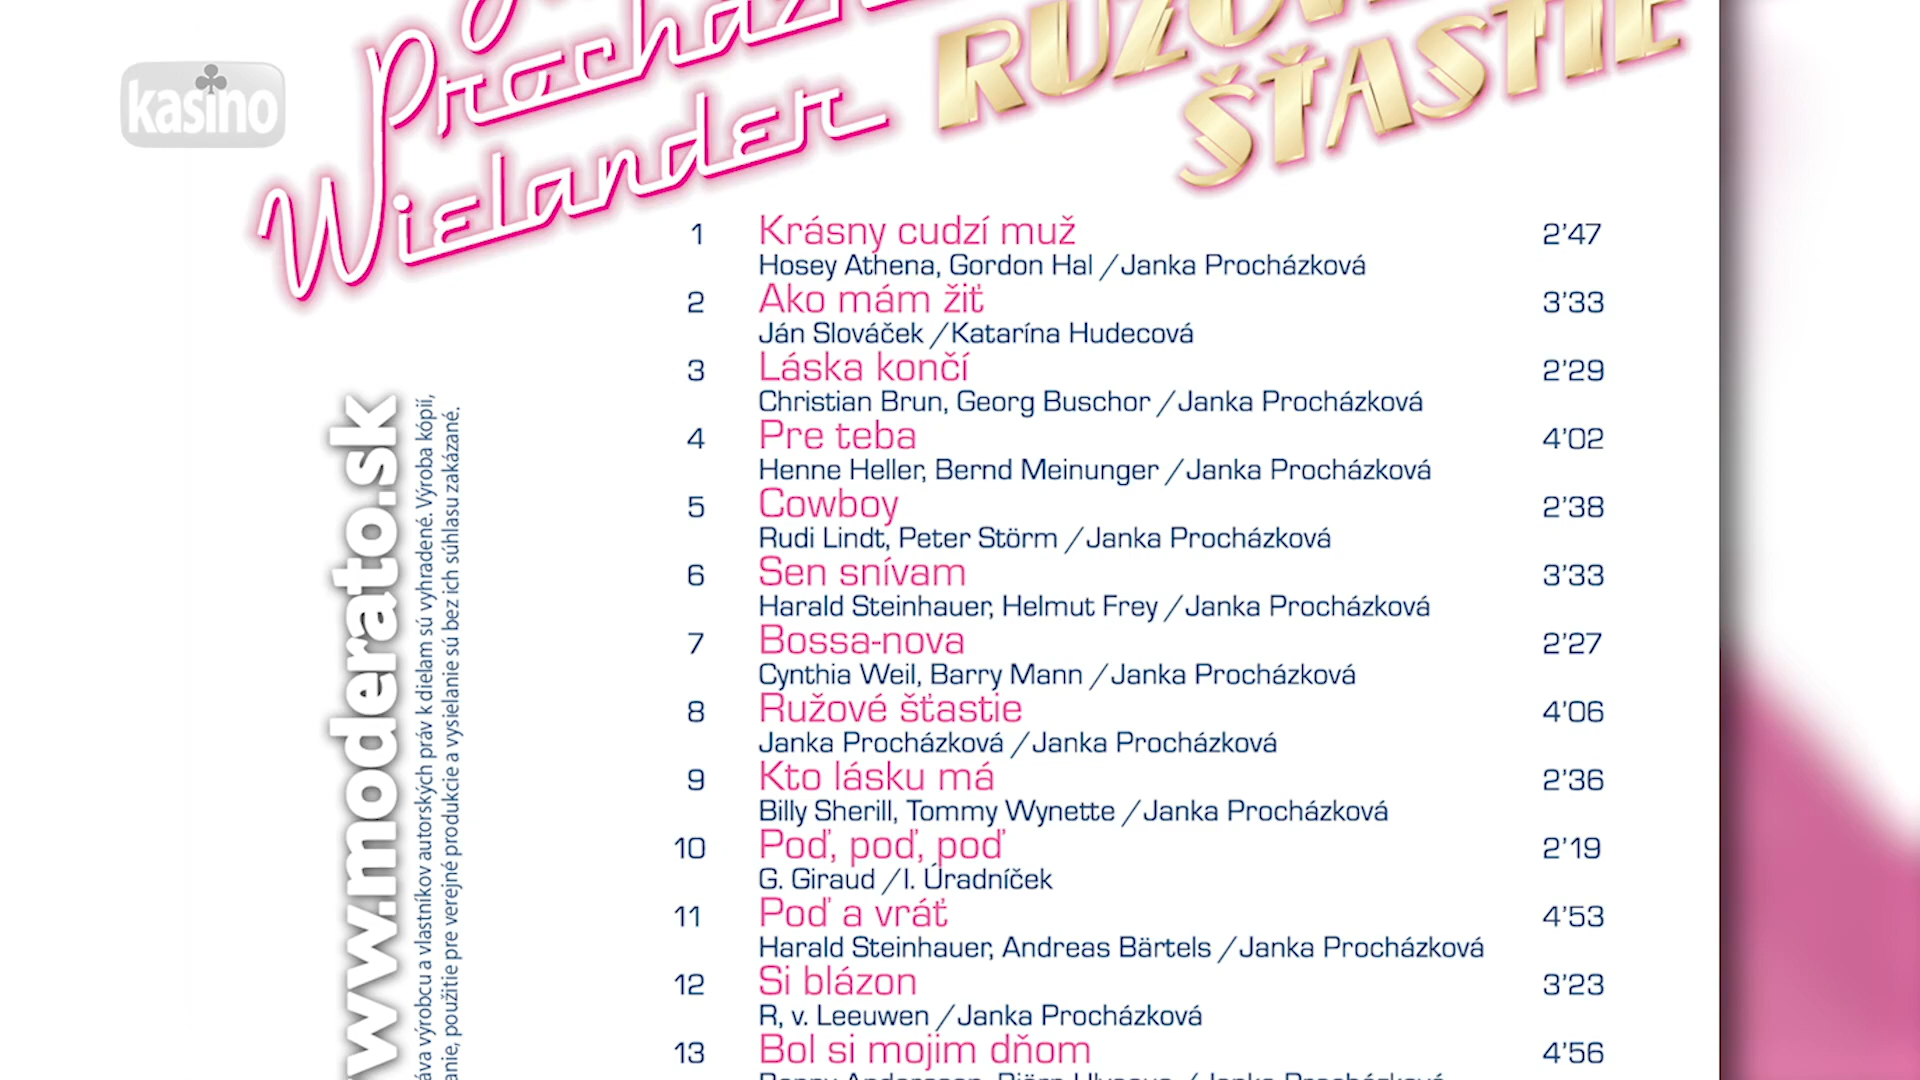 kasino
Wielander
ŠŤASTIE
1 Krásny cudzí muž 2'47
Hosey Athena, Gordon Hal / Janka Procházková
2 Ako mám žiť 3'33
Ján Slováček / Katarína Hudecová
3 Láska končí 2'29
Christian Brun, Georg Buschor / Janka Procházková
4 Pre teba 4'02
Henne Heller, Bernd Meinunger / Janka Procházková
5 Cowboy 2'38
Rudi Lindt, Peter Störm / Janka Procházková
6 Sen snívam 3'33
Harald Steinhauer, Helmut Frey / Janka Procházková
7 Bossa-nova 2'27
Cynthia Weil, Barry Mann / Janka Procházková
8 Ružové šťastie 4'06
Janka Procházková / Janka Procházková
9 Kto lásku má 2'36
Billy Sherill, Tommy Wynette / Janka Procházková
10 Poď, poď, poď 2'19
G. Giraud / I. Úradníček
11 Poď a vráť 4'53
Harald Steinhauer, Andreas Bärtels / Janka Procházková
12 Si blázon 3'23
R, v. Leeuwen / Janka Procházková
13 Bol si mojim dňom 4'56
www.moderato.sk
výrobcu a vlastníkov autorských práv k dielam sú vyhradené. Výroba kópií,
použitie pre verejné produkcie a vysielanie sú bez ich súhlasu zakázané.